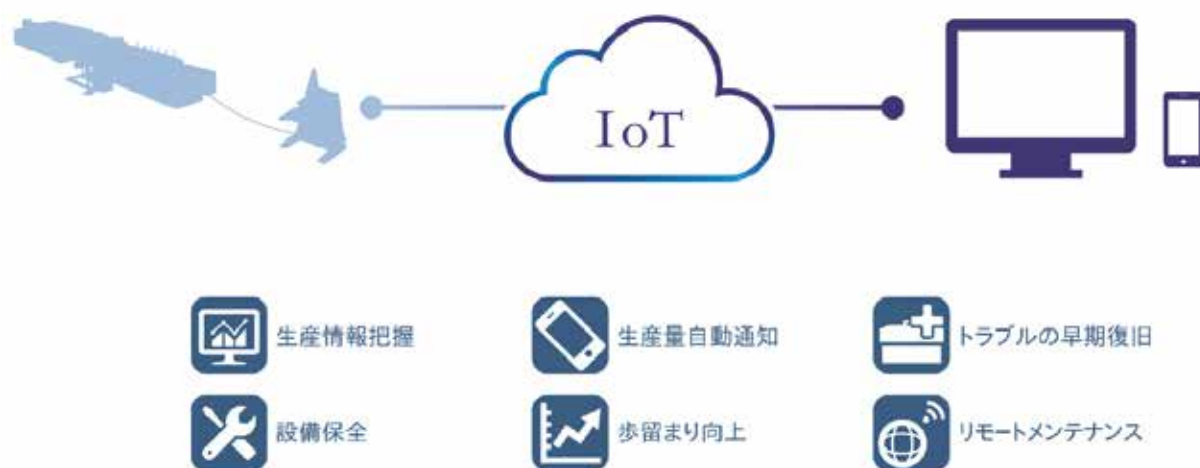 IoT
生産情報把握
生産量自動通知
トラブルの早期復旧
設備保全
歩留まり向上
リモートメンテナンス